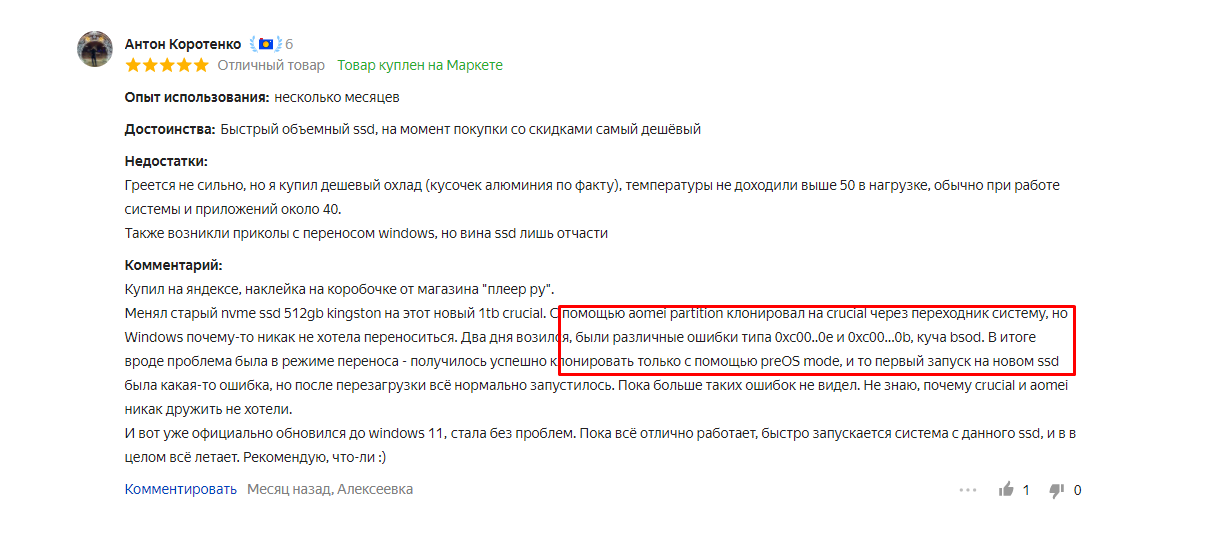 Антон Коротенко 6
Отличный товар Товар куплен на Маркете
Опыт использования: несколько месяцев
Достоинства: Быстрый объемный ssd, на момент покупки со скидками самый дешёвый
Недостатки:
Греется не сильно, но я купил дешевый охлад (кусочек алюминия по факту), температуры не доходили выше 50 в нагрузке, обычно при работе
системы и приложений около 40.
Также возникли приколы с переносом windows, но вина ssd лишь отчасти
Комментарий:
Купил на яндексе, наклейка на коробочке от магазина "плеер ру".
Менял старый nvme ssd 512gb kingston на этот новый 1tb crucial. С помощью aomei partition клонировал на crucial через переходник систему, но
Windows почему-то никак не хотела переноситься. Два дня возился, были различные ошибки типа 0xc00..0e и 0xc00...0b, куча bsod. В итоге
вроде проблема была в режиме переноса - получилось успешно клонировать только с помощью preOS mode, и то первый запуск на новом ssd
была какая-то ошибка, но после перезагрузки всё нормально запустилось. Пока больше таких ошибок не видел. Не знаю, почему crucial и aomei
никак дружить не хотели.
И вот уже официально обновился до windows 11, стала без проблем. Пока всё отлично работает, быстро запускается система с данного ssd, и в в
целом всё летает. Рекомендую, что-ли :)
Комментировать Месяц назад, Алексеевка 1 0